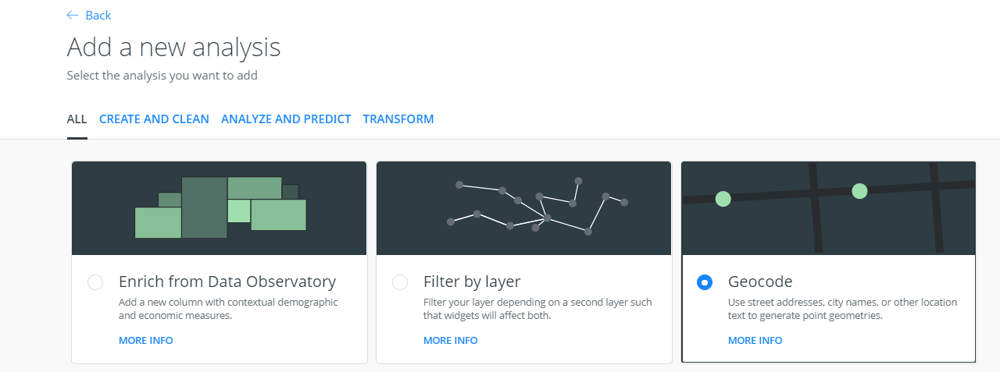 Back
Add a new analysis
Select the analysis you want to add
ALL CREATE AND CLEAN ANALYZE AND PREDICT TRANSFORM
Enrich from Data Observatory
Add a new column with contextual demographic
and economic measures.
MORE INFO
Filter by layer
Filter your layer depending on a second layer such
that widgets will affect both.
MORE INFO
Geocode
Use street addresses, city names, or other location
text to generate point geometries.
MORE INFO